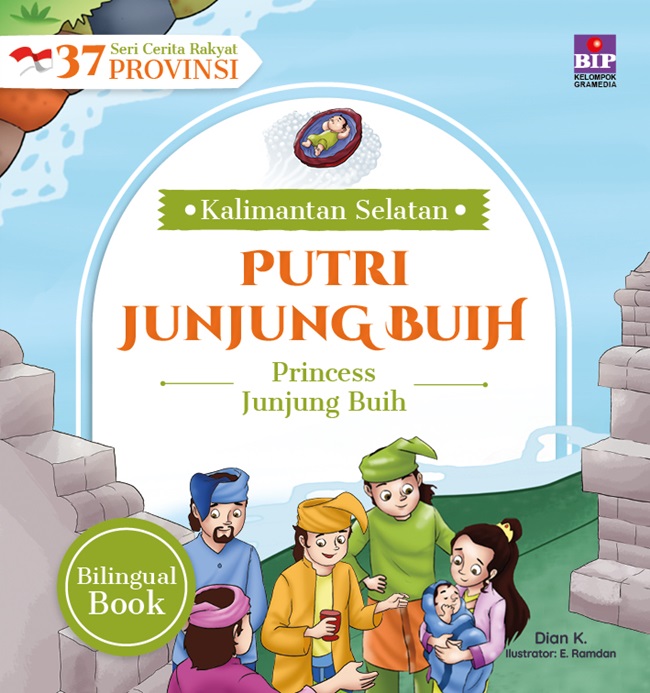 37 Seri Cerita Rakyat
PROVINSI
BIP
KELOMPOK
GRAMEDIA
•Kalimantan Selatan•
PUTRI
JUNJUNG BUIH
Princess
Junjung Buih
Bilingual
Book
Dian K.
Ilustrator: E. Ramdan